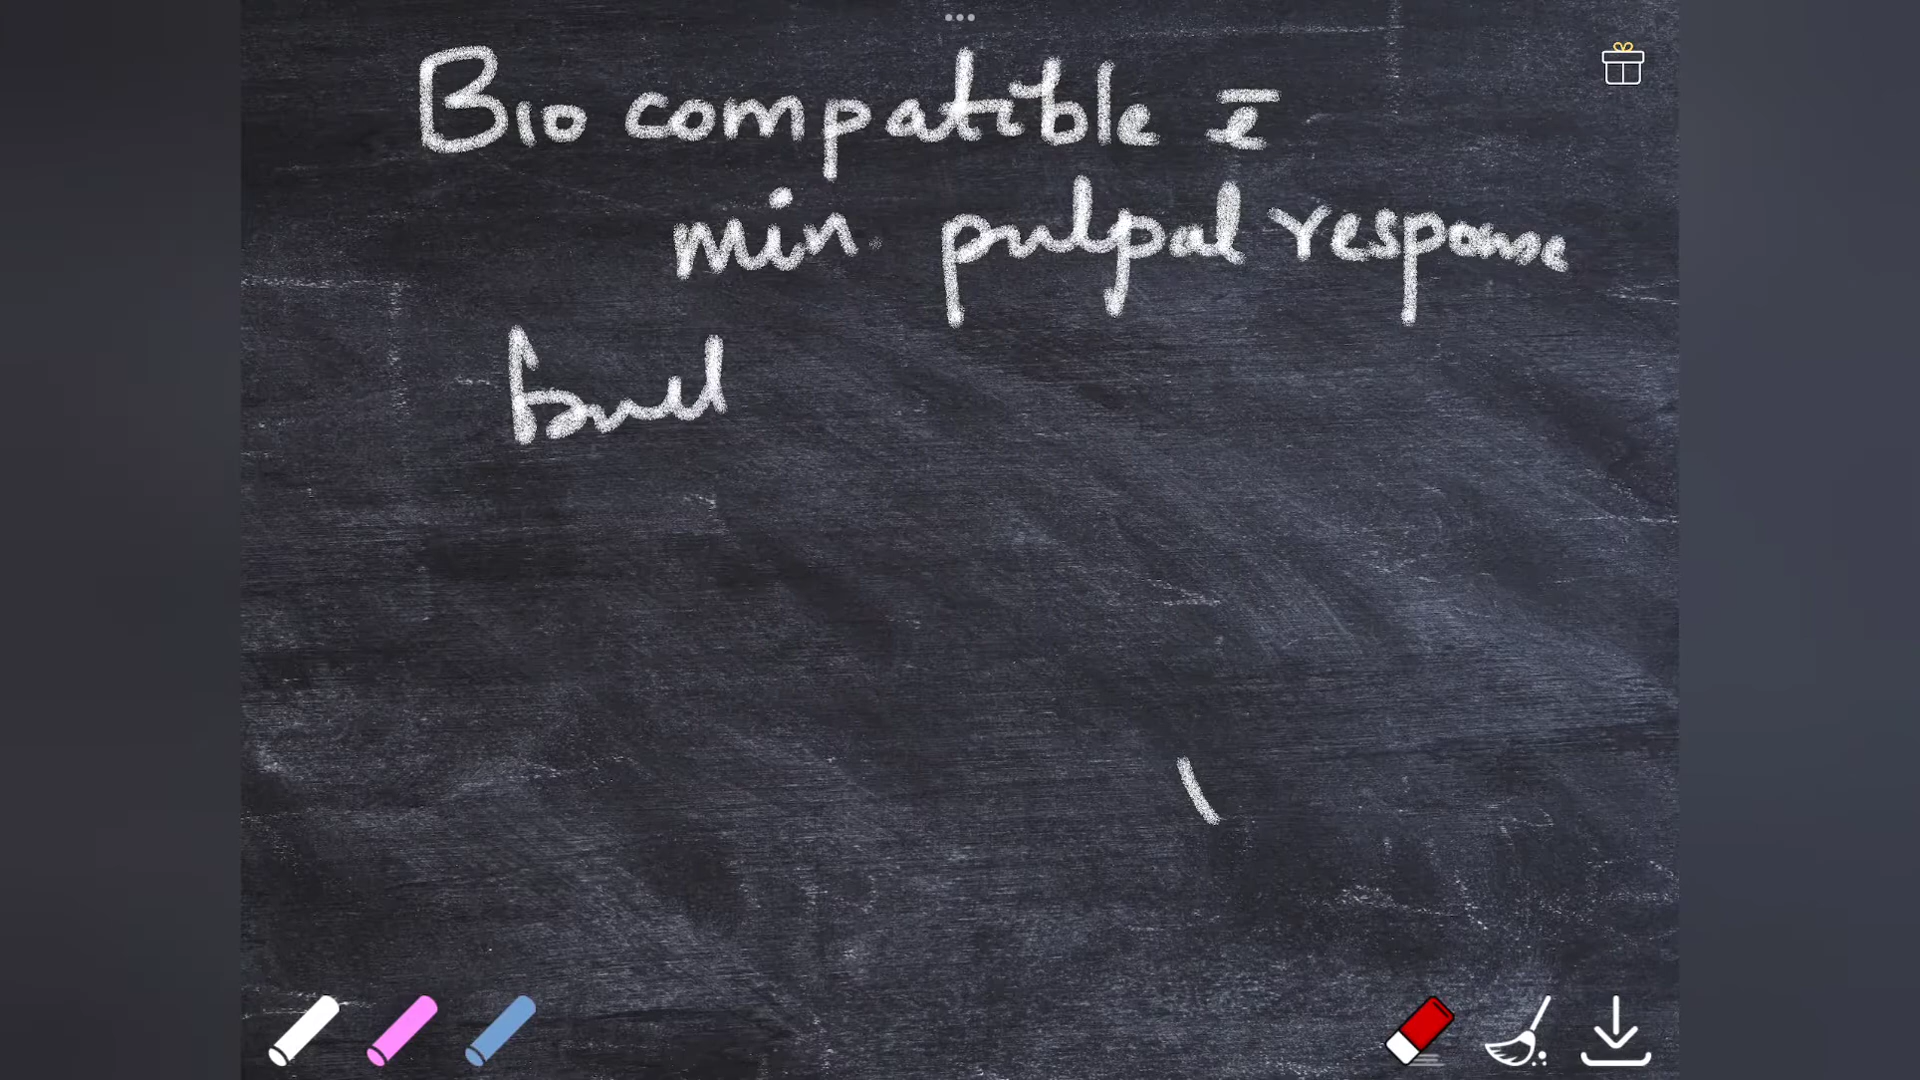 Bio compatible c̄
min. pulpal response